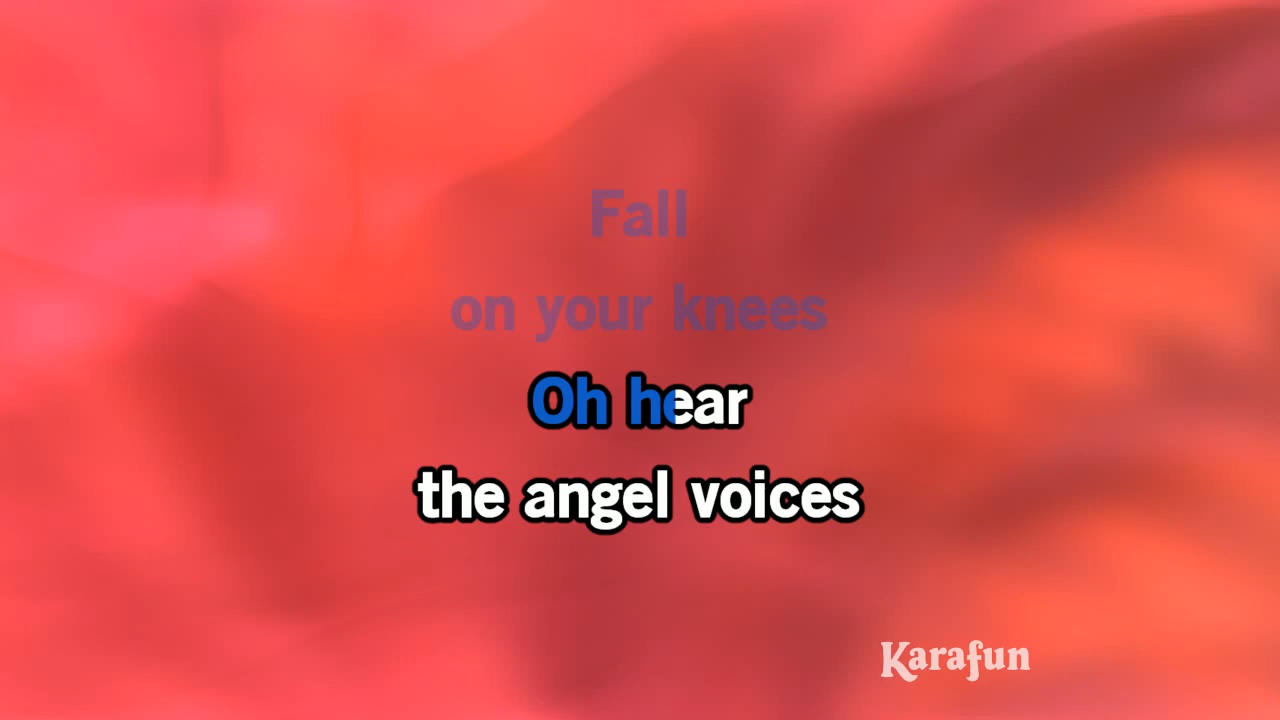 Fall
on your knees
Oh hear
the angel voices
Karafun